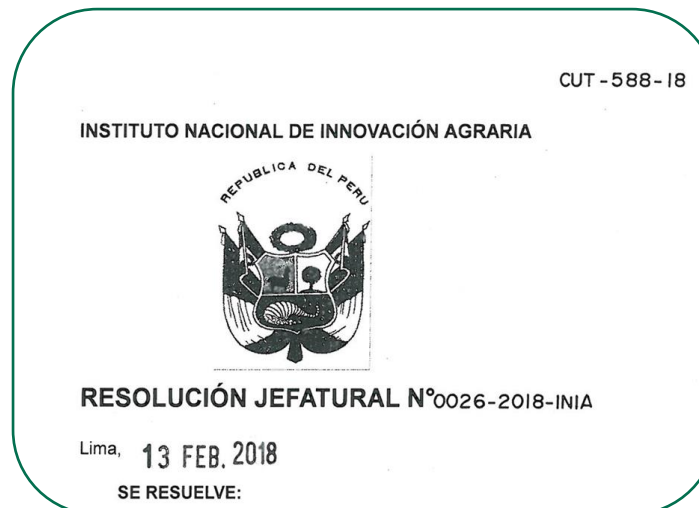 CUT-588-18
INSTITUTO NACIONAL DE INNOVACIÓN AGRARIA
REPUBLICA DEL PERU
RESOLUCIÓN JEFATURAL N°0026-2018-INIA
Lima, 13 FEB. 2018
SE RESUELVE: